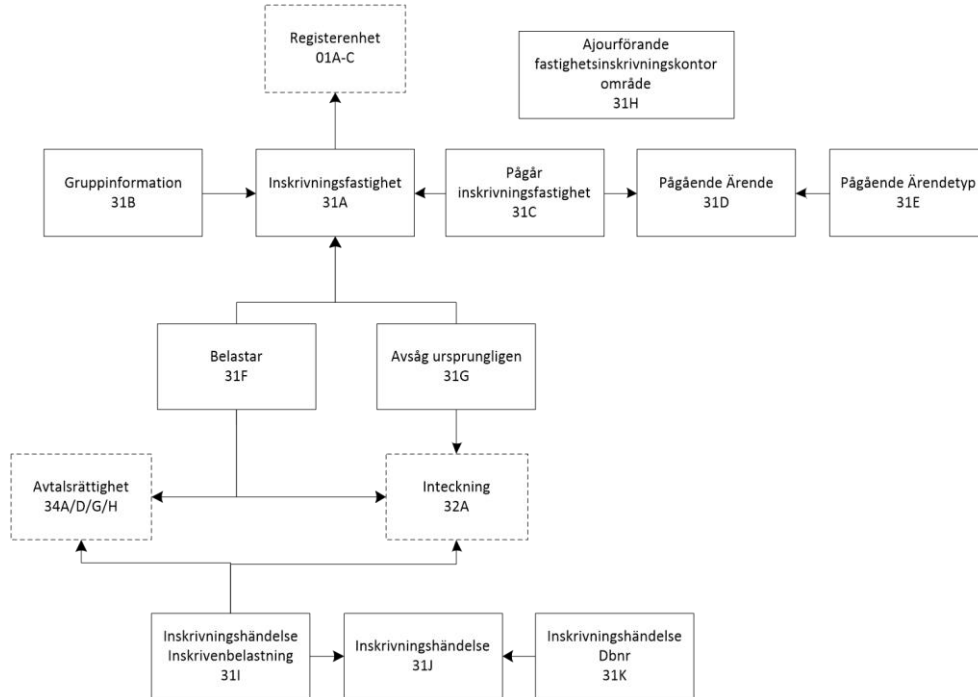 Registerenhet
01A-C
Ajourförande
fastighetsinskrivningskontor
område
31H
Gruppinformation
31B
Inskrivningsfastighet
31A
Pågår
inskrivningsfastighet
31C
Pågående Ärende
31D
Pågående Ärendetyp
31E
Belastar
31F
Avsåg ursprungligen
31G
Avtalsrättighet
34A/D/G/H
Inteckning
32A
Inskrivningshändelse
Inskrivenbelastning
31I
Inskrivningshändelse
31J
Inskrivningshändelse
Dbnr
31K